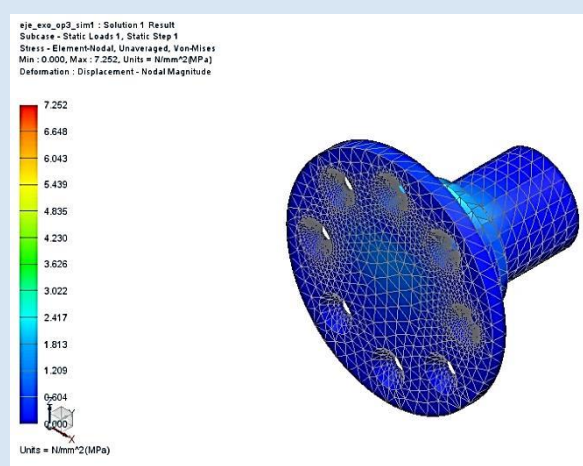 eje_exo_op3_sim1 : Solution 1 Result
Subcase - Static Loads 1, Static Step 1
Stress - Element-Nodal, Unaveraged, Von-Mises
Min : 0.000, Max : 7.252, Units = N/mm^2(MPa)
Deformation : Displacement - Nodal Magnitude
7.252
6.648
6.043
5.439
4.835
4.230
3.626
3.022
2.417
1.813
1.209
0.604
0.000
Z
Y
X
Units = N/mm^2(MPa)